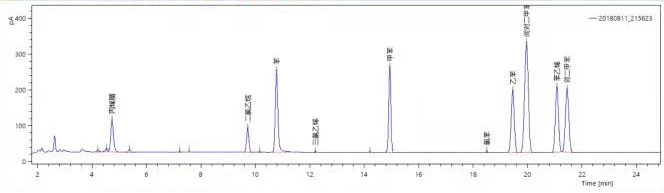 pA
400
300
200
100
0
20180811_215623
丙烯腈
二氯乙烷
苯
三氯乙烯
甲苯
氯苯
乙苯
间对二甲苯
苯乙烯
邻二甲苯
2 4 6 8 10 12 14 16 18 20 22 24
Time [min]